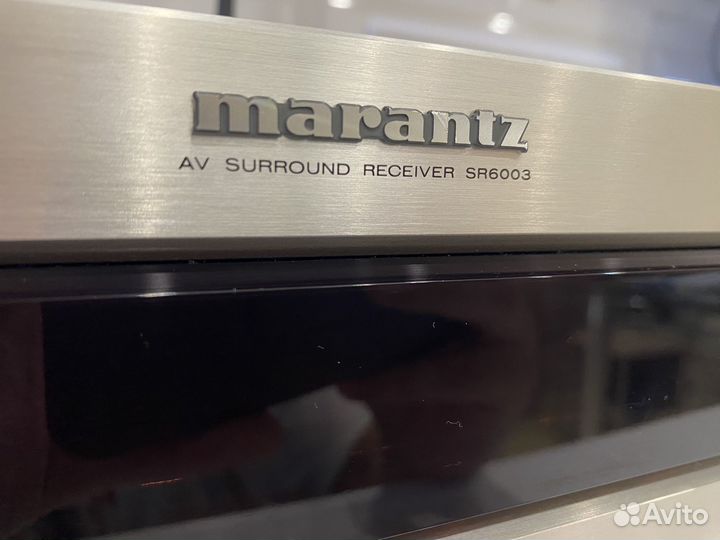 marantz
AV SURROUND RECEIVER SR6003
Avito